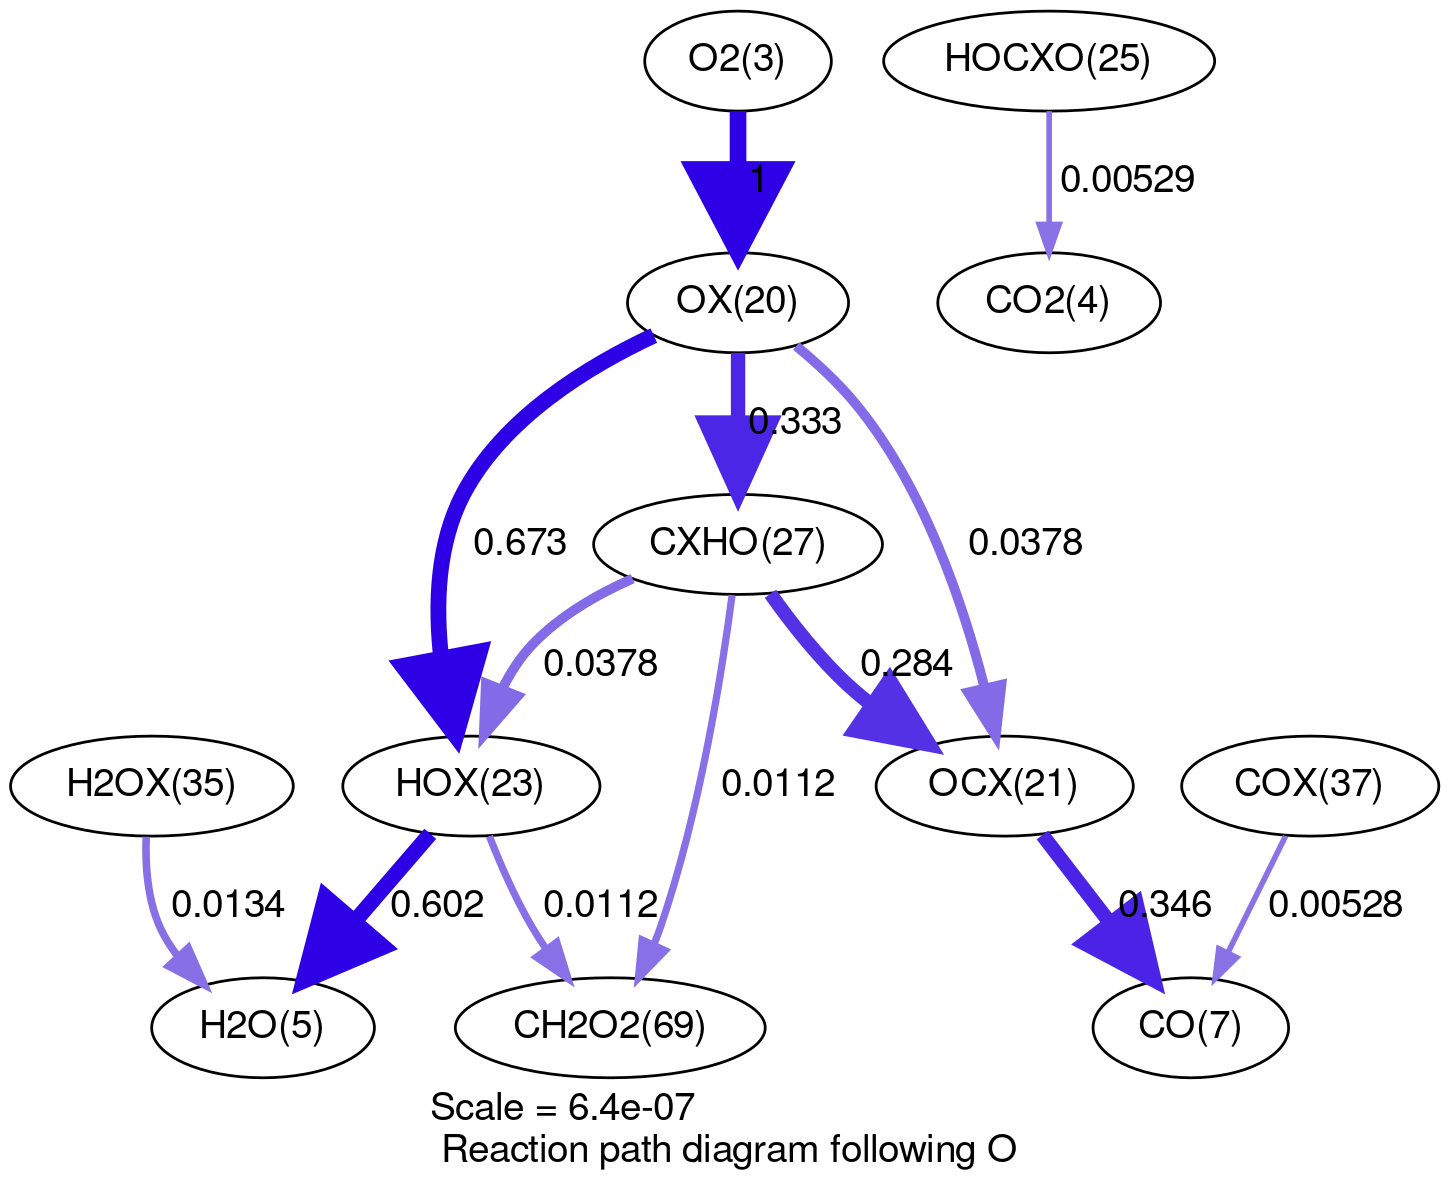 O2(3)
HOCXO(25)
1
0.00529
OX(20)
CO2(4)
0.333
0.673
CXHO(27)
0.0378
0.0378
0.284
0.0112
H2OX(35)
HOX(23)
OCX(21)
COX(37)
0.0134
0.602
0.0112
0.346
0.00528
H2O(5)
CH2O2(69)
CO(7)
Scale = 6.4e-07
Reaction path diagram following O